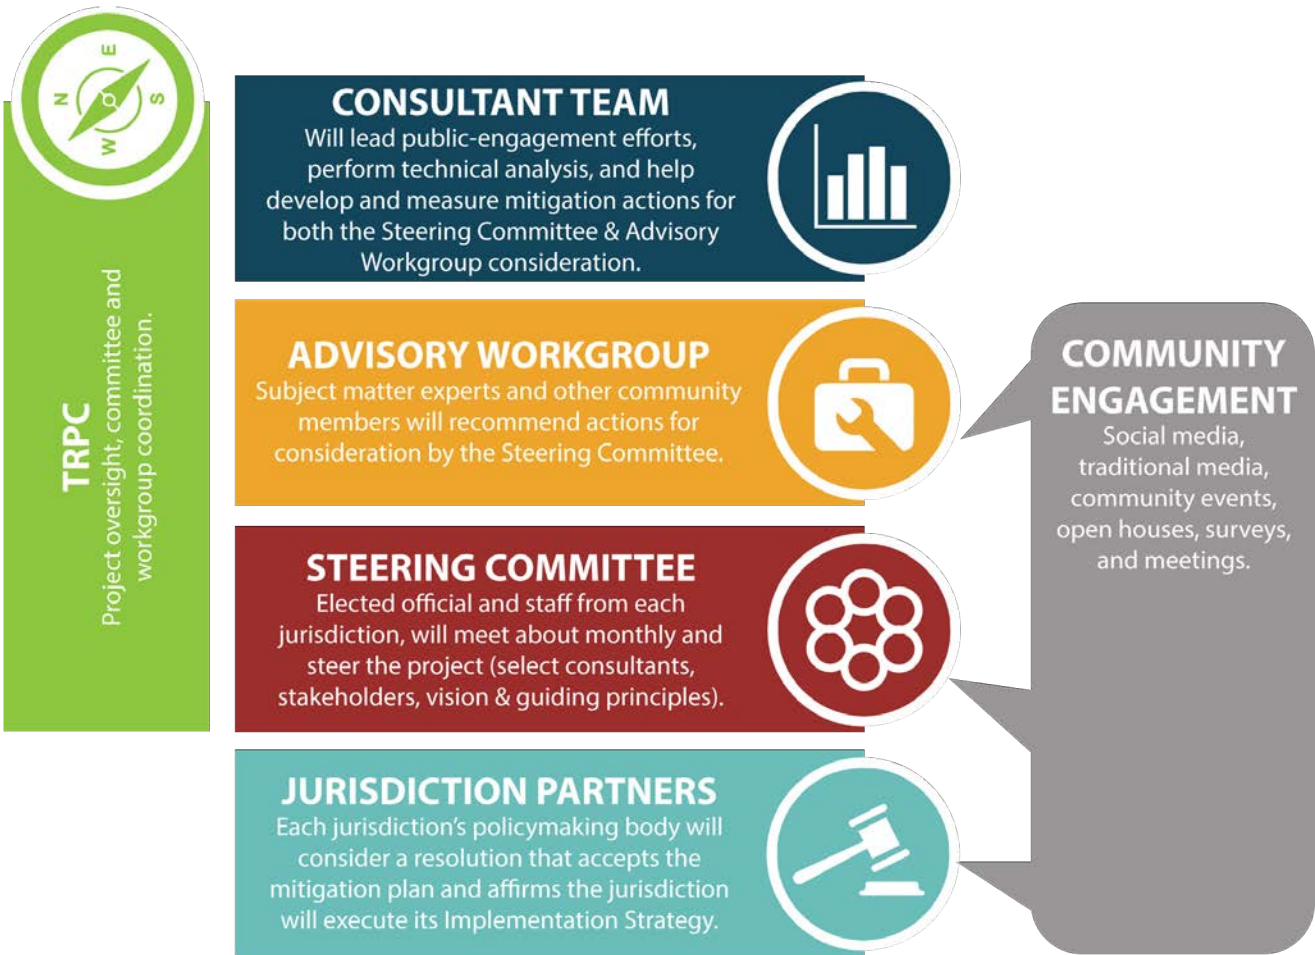 N
E
S
W
TRPC
Project oversight, committee and
workgroup coordination.
CONSULTANT TEAM
Will lead public-engagement efforts,
perform technical analysis, and help
develop and measure mitigation actions for
both the Steering Committee & Advisory
Workgroup consideration.
ADVISORY WORKGROUP
Subject matter experts and other community
members will recommend actions for
consideration by the Steering Committee.
STEERING COMMITTEE
Elected official and staff from each
jurisdiction, will meet about monthly and
steer the project (select consultants,
stakeholders, vision & guiding principles).
JURISDICTION PARTNERS
Each jurisdiction’s policymaking body will
consider a resolution that accepts the
mitigation plan and affirms the jurisdiction
will execute its Implementation Strategy.
COMMUNITY
ENGAGEMENT
Social media,
traditional media,
community events,
open houses, surveys,
and meetings.